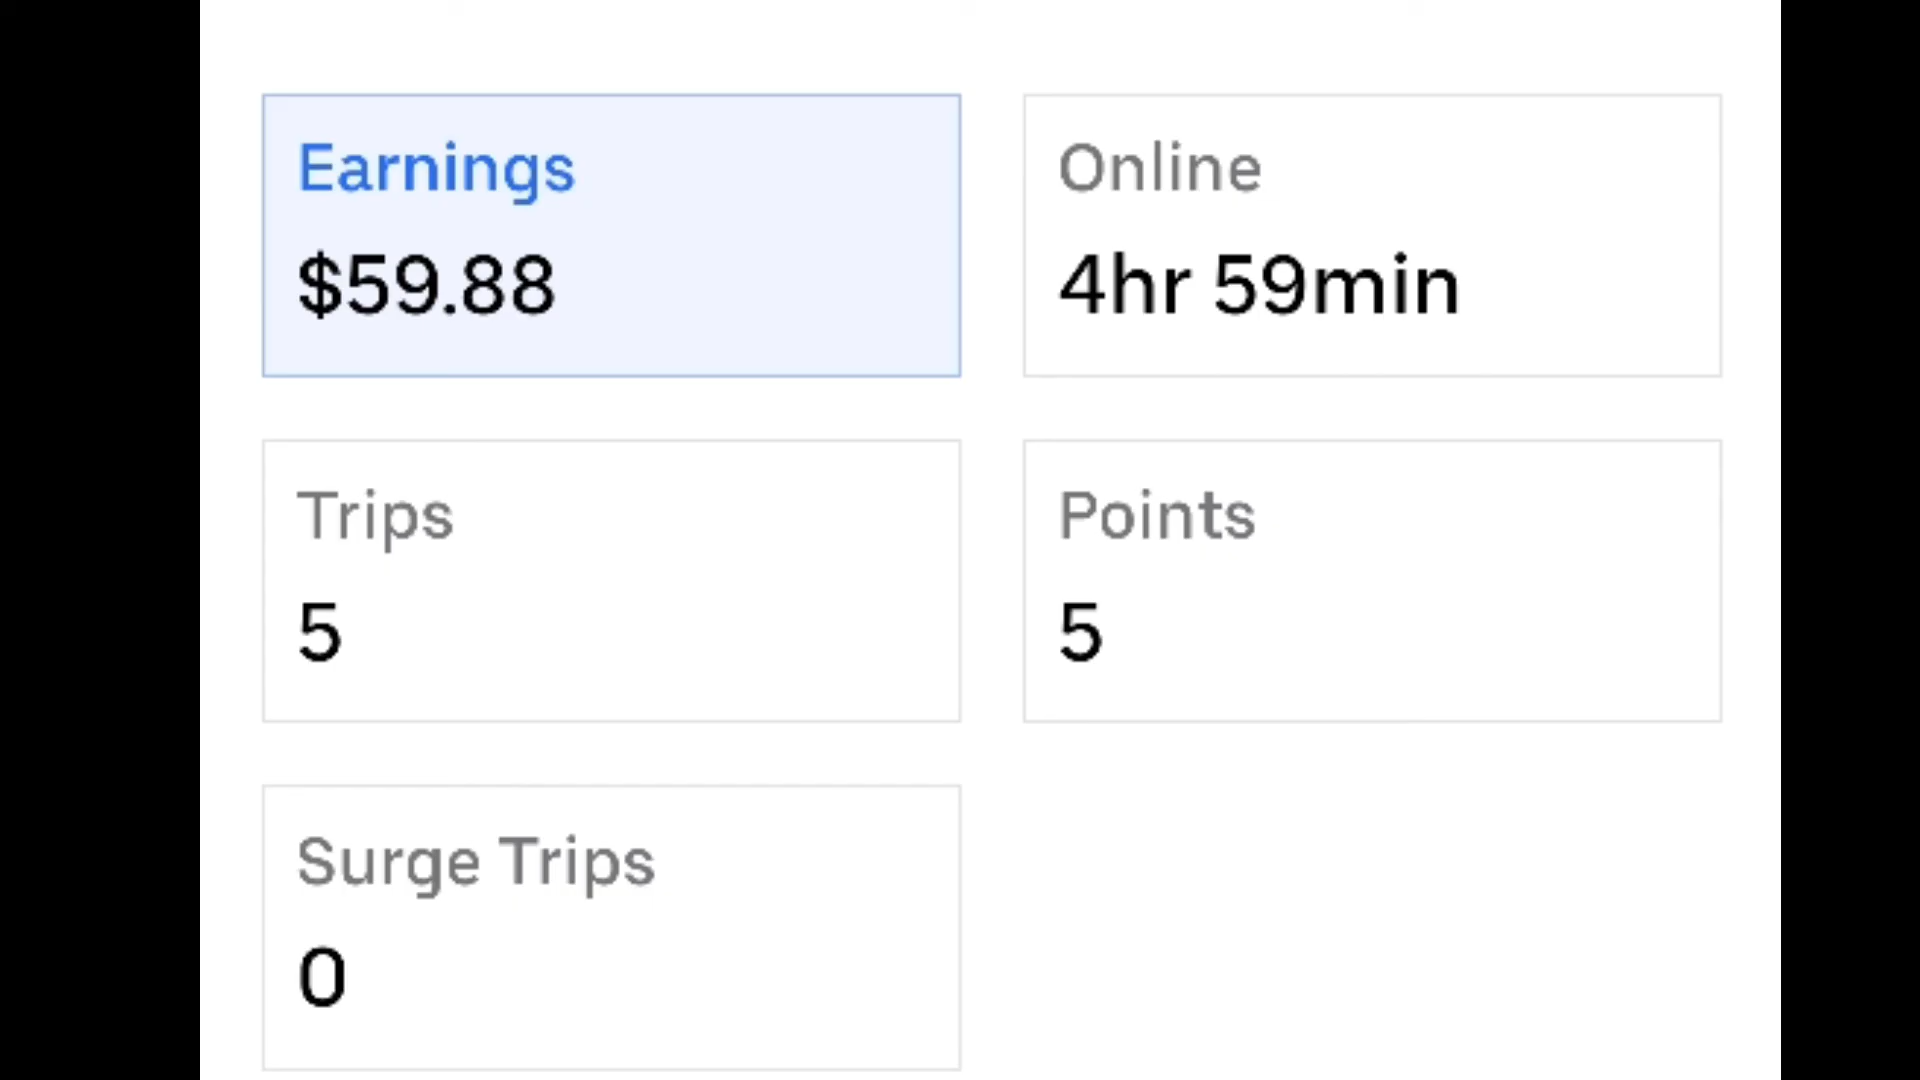 Earnings
$59.88
Online
4hr 59min
Trips
5
Points
5
Surge Trips
0